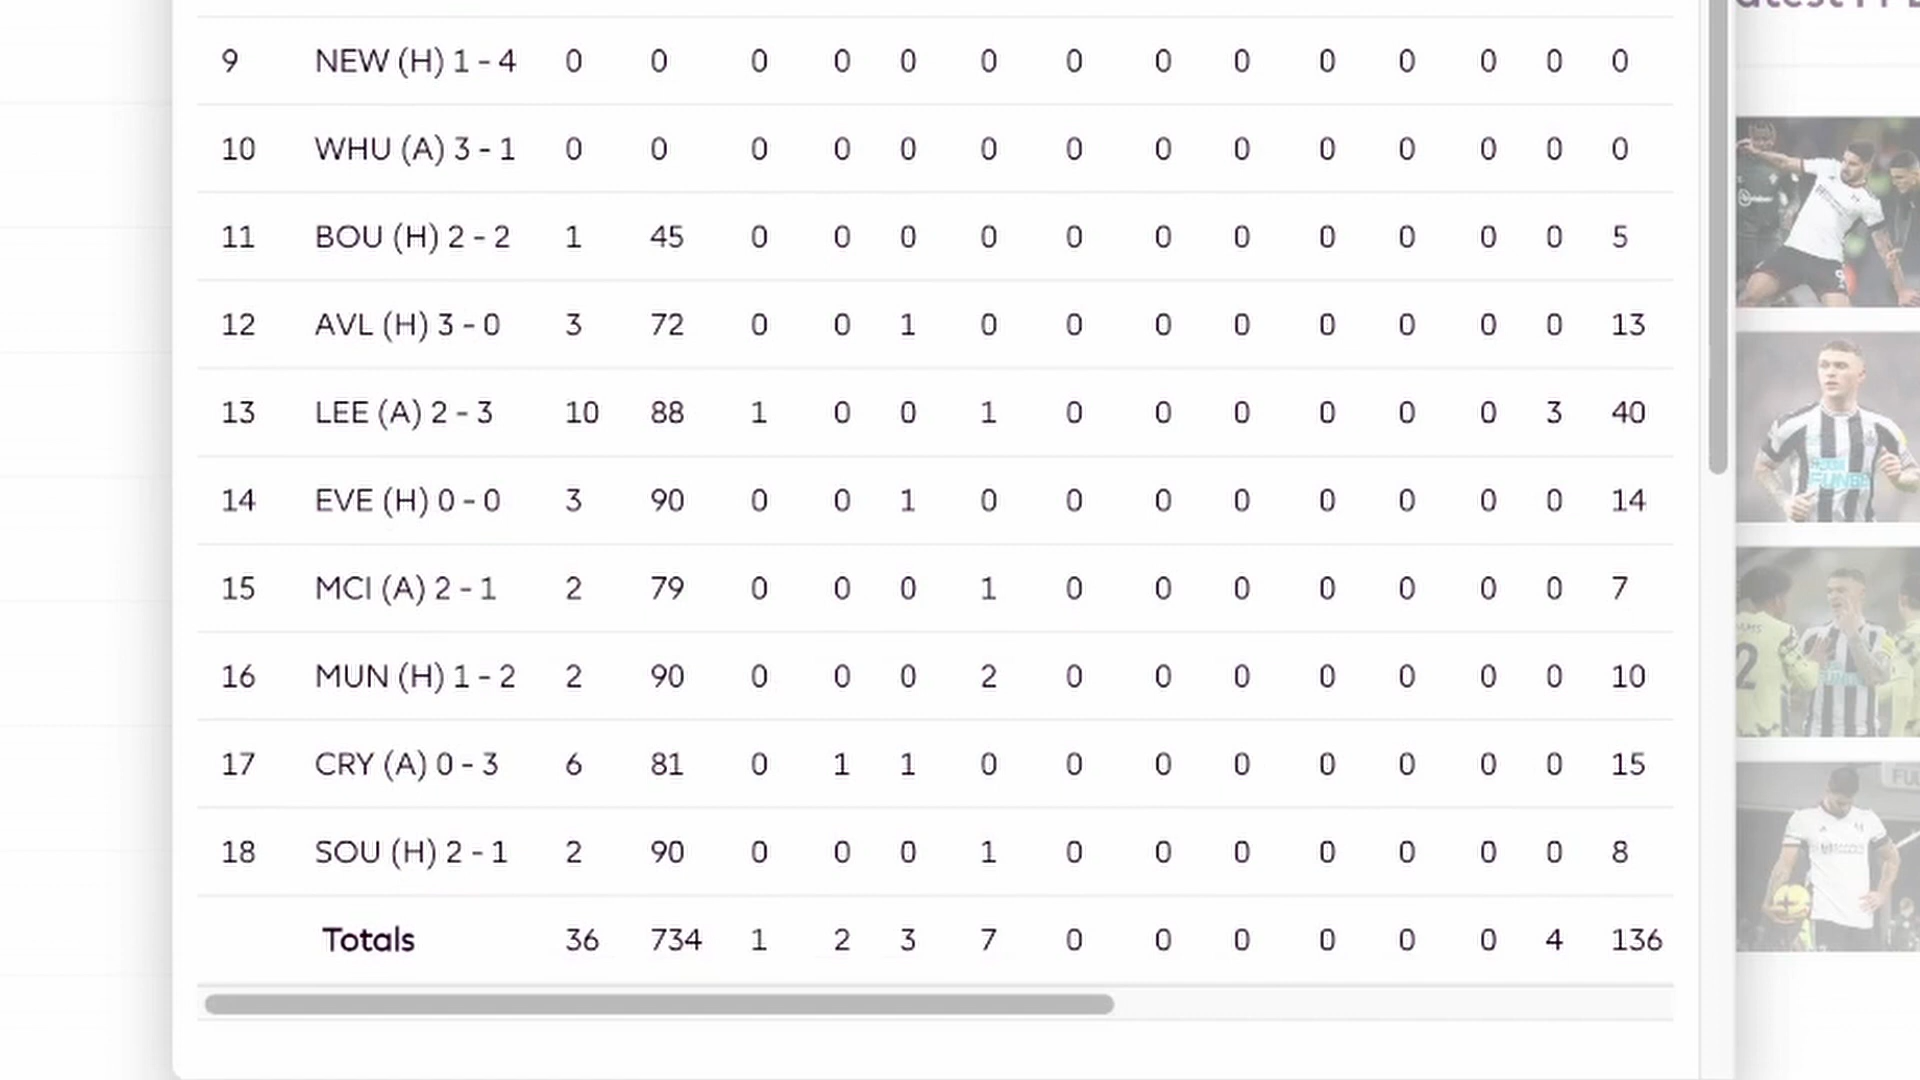 9 NEW (H) 1 - 4 0 0 0 0 0 0 0 0 0 0 0 0 0 0
10 WHU (A) 3 - 1 0 0 0 0 0 0 0 0 0 0 0 0 0 0
11 BOU (H) 2 - 2 1 45 0 0 0 0 0 0 0 0 0 0 0 5
12 AVL (H) 3 - 0 3 72 0 0 1 0 0 0 0 0 0 0 0 13
13 LEE (A) 2 - 3 10 88 1 0 0 1 0 0 0 0 0 0 3 40
14 EVE (H) 0 - 0 3 90 0 0 1 0 0 0 0 0 0 0 0 14
15 MCI (A) 2 - 1 2 79 0 0 0 1 0 0 0 0 0 0 0 7
16 MUN (H) 1 - 2 2 90 0 0 0 2 0 0 0 0 0 0 0 10
17 CRY (A) 0 - 3 6 81 0 1 1 0 0 0 0 0 0 0 0 15
18 SOU (H) 2 - 1 2 90 0 0 0 1 0 0 0 0 0 0 0 8
Totals 36 734 1 2 3 7 0 0 0 0 0 0 4 136